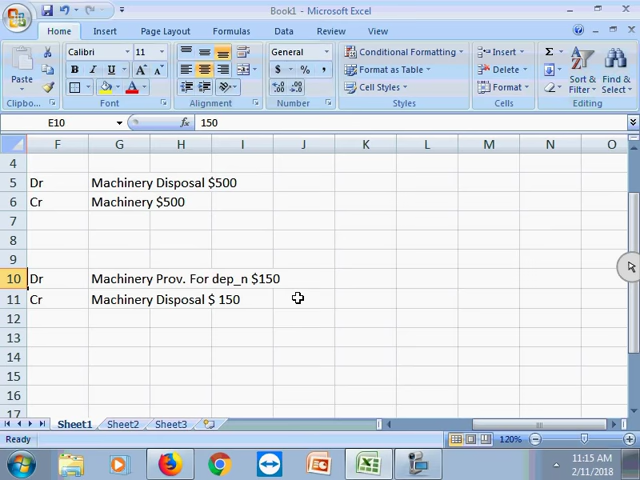 Book1 - Microsoft Excel
Home Insert Page Layout Formulas Data Review View
Calibri 11 General Conditional Formatting Insert Σ
Paste B I U A A $ % , Format as Table Delete Sort & Filter Find & Select
Cell Styles Format
Clipboard... Font Alignment Number Styles Cells Editing
E10 fx 150
F G H I J K L M N O
4
5 Dr Machinery Disposal $500
6 Cr Machinery $500
7
8
9
10 Dr Machinery Prov. For dep_n $150
11 Cr Machinery Disposal $ 150
12
13
14
15
16
17
Sheet1 Sheet2 Sheet3
Ready 120%
11:15 AM
2/11/2018